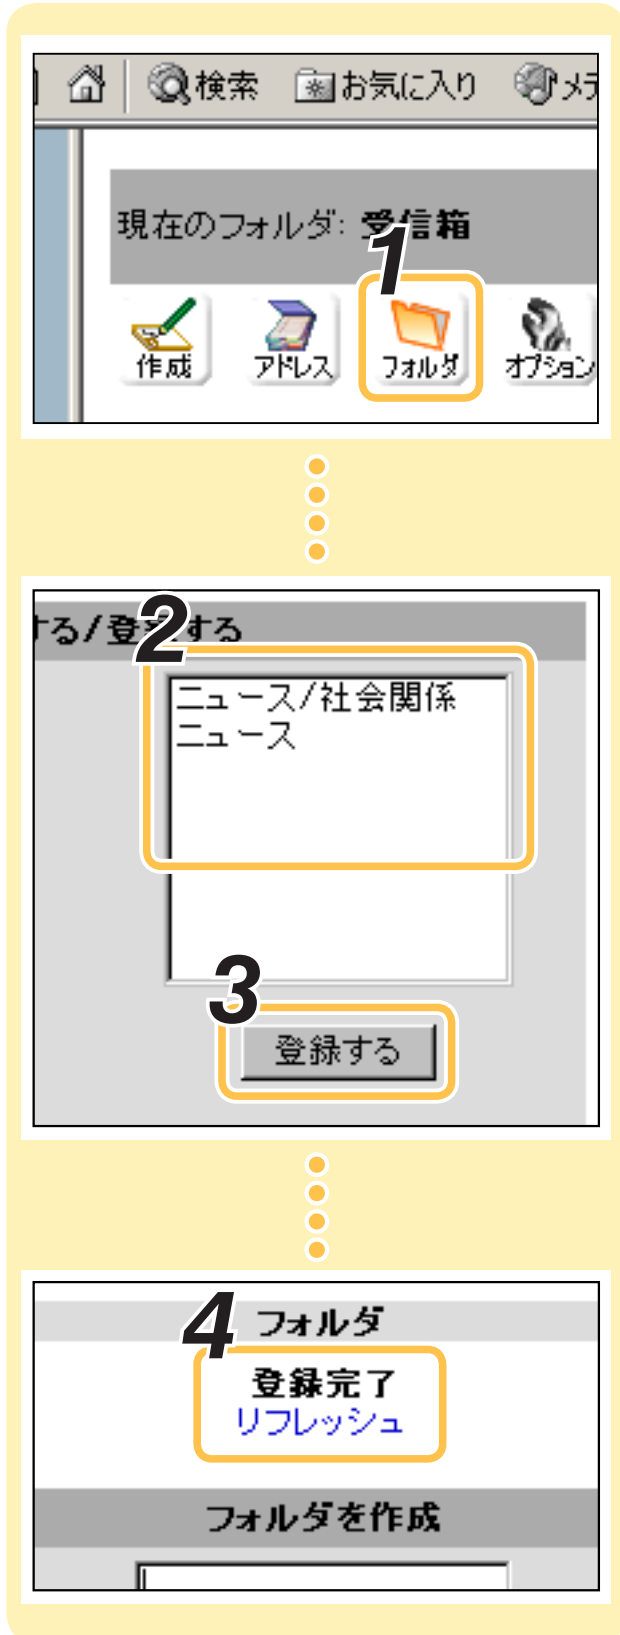 検索 お気に入り メデ
現在のフォルダ: 受信箱
1
作成 アドレス フォルダ オプション
2
する/登録する
ニュース/社会関係
ニュース
3
登録する
4
フォルダ
登録完了
リフレッシュ
フォルダを作成